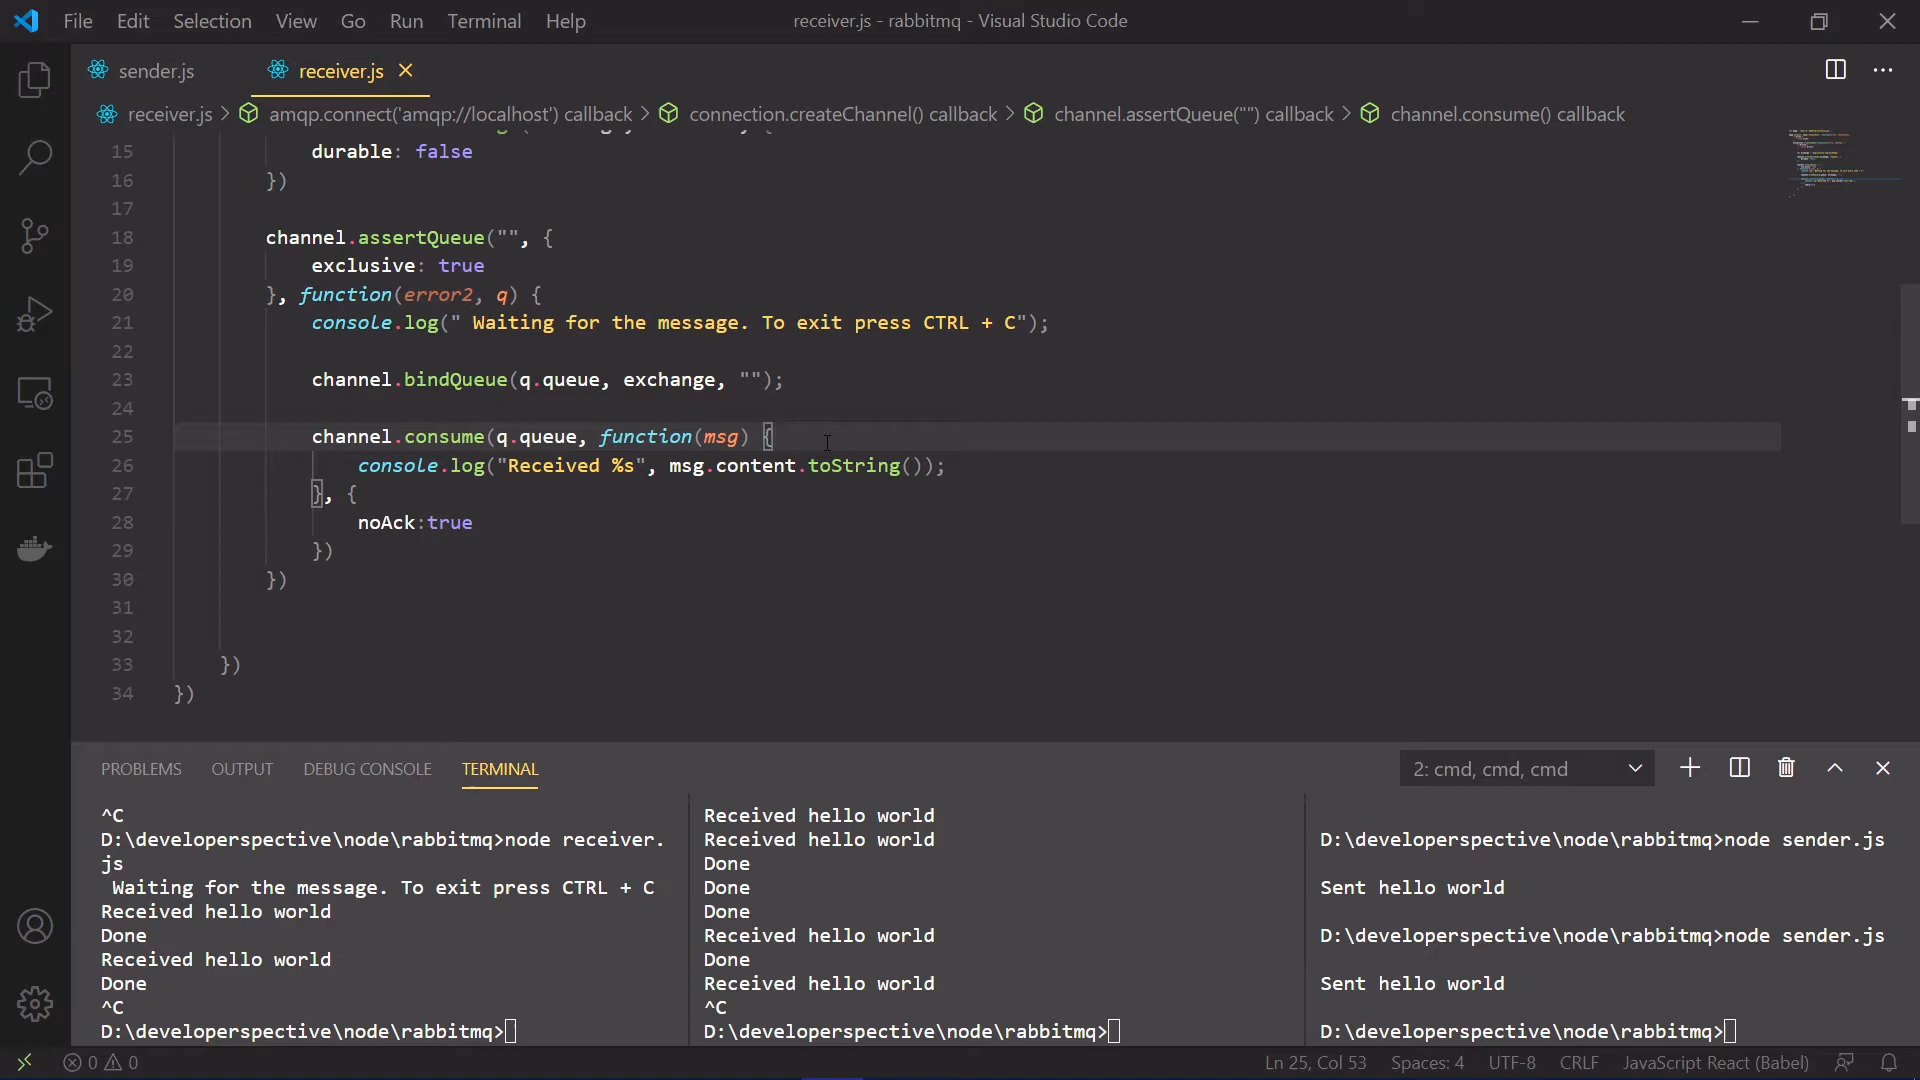 File Edit Selection View Go Run Terminal Help
receiver.js - rabbitmq - Visual Studio Code
sender.js
receiver.js
receiver.js > amqp.connect('amqp://localhost') callback > connection.createChannel() callback > channel.assertQueue("") callback > channel.consume() callback
15 durable: false
16 })
17
18 channel.assertQueue("", {
19 exclusive: true
20 }, function(error2, q) {
21 console.log(" Waiting for the message. To exit press CTRL + C");
22
23 channel.bindQueue(q.queue, exchange, "");
24
25 channel.consume(q.queue, function(msg) {
26 console.log("Received %s", msg.content.toString());
27 }, {
28 noAck:true
29 })
30 })
31
32
33 })
34 })
PROBLEMS OUTPUT DEBUG CONSOLE TERMINAL
2: cmd, cmd, cmd
^C
D:\developerspective\node\rabbitmq>node receiver.
js
Waiting for the message. To exit press CTRL + C
Received hello world
Done
Received hello world
Done
^C
D:\developerspective\node\rabbitmq>
Received hello world
Received hello world
Done
Done
Done
Received hello world
Done
Received hello world
^C
D:\developerspective\node\rabbitmq>
D:\developerspective\node\rabbitmq>node sender.js
Sent hello world
D:\developerspective\node\rabbitmq>node sender.js
Sent hello world
D:\developerspective\node\rabbitmq>
0 0
Ln 25, Col 53 Spaces: 4 UTF-8 CRLF JavaScript React (Babel)